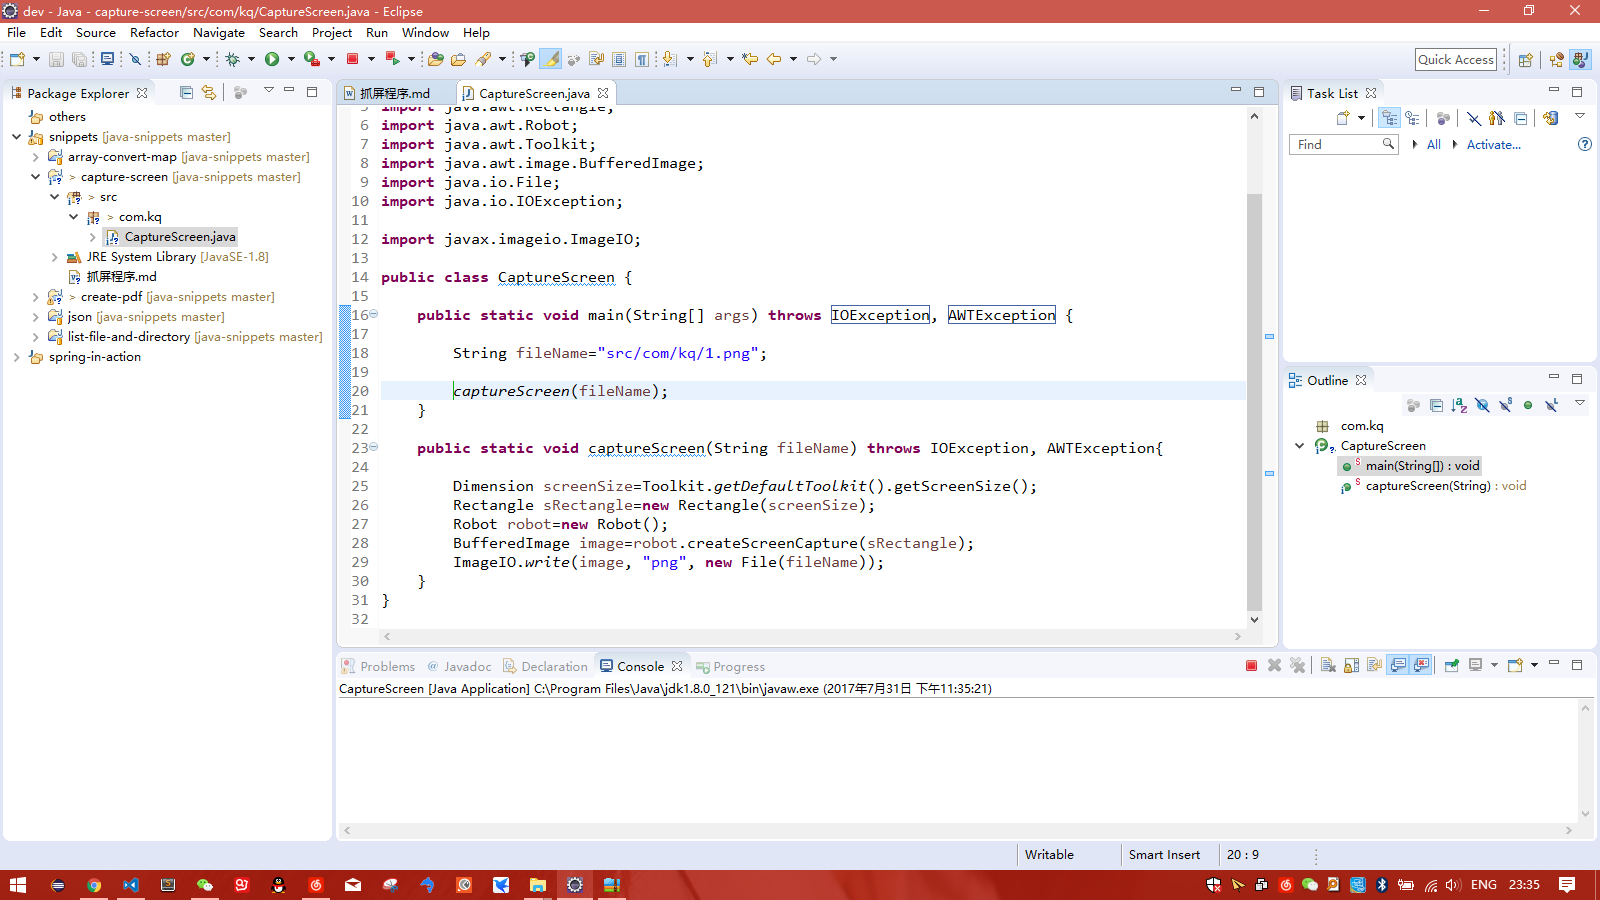 dev - Java - capture-screen/src/com/kq/CaptureScreen.java - Eclipse
File Edit Source Refactor Navigate Search Project Run Window Help
Quick Access
Package Explorer
others
snippets [java-snippets master]
array-convert-map [java-snippets master]
> capture-screen [java-snippets master]
> src
> com.kq
CaptureScreen.java
JRE System Library [JavaSE-1.8]
抓屏程序.md
> create-pdf [java-snippets master]
json [java-snippets master]
list-file-and-directory [java-snippets master]
spring-in-action
抓屏程序.md CaptureScreen.java
5 import java.awt.Rectangle;
6 import java.awt.Robot;
7 import java.awt.Toolkit;
8 import java.awt.image.BufferedImage;
9 import java.io.File;
10 import java.io.IOException;
11
12 import javax.imageio.ImageIO;
13
14 public class CaptureScreen {
15
16 public static void main(String[] args) throws IOException, AWTException {
17
18 String fileName="src/com/kq/1.png";
19
20 captureScreen(fileName);
21 }
22
23 public static void captureScreen(String fileName) throws IOException, AWTException{
24
25 Dimension screenSize=Toolkit.getDefaultToolkit().getScreenSize();
26 Rectangle sRectangle=new Rectangle(screenSize);
27 Robot robot=new Robot();
28 BufferedImage image=robot.createScreenCapture(sRectangle);
29 ImageIO.write(image, "png", new File(fileName));
30 }
31 }
32
Task List
Find All Activate...
Outline
com.kq
CaptureScreen
main(String[]) : void
captureScreen(String) : void
Problems @ Javadoc Declaration Console Progress
CaptureScreen [Java Application] C:\Program Files\Java\jdk1.8.0_121\bin\javaw.exe (2017年7月31日 下午11:35:21)
Writable Smart Insert 20 : 9
ENG 23:35